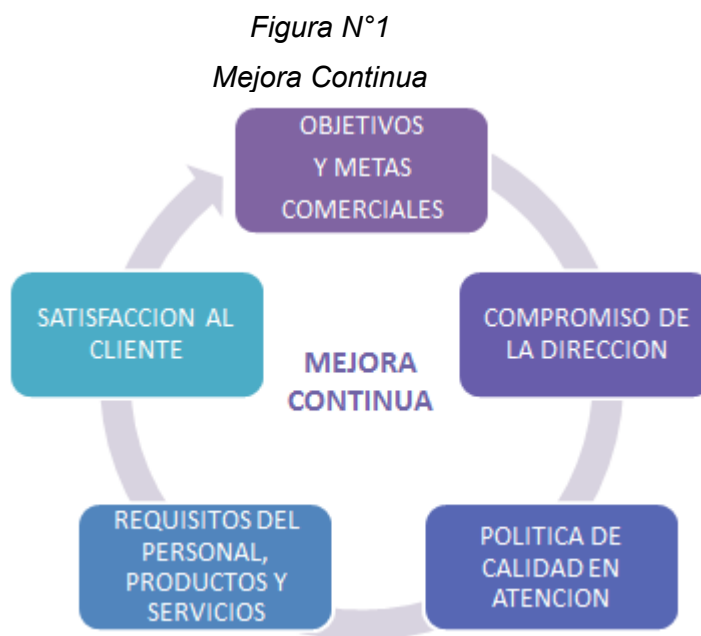 Figura N°1
Mejora Continua
OBJETIVOS
Y METAS
COMERCIALES
COMPROMISO DE
LA DIRECCION
POLITICA DE
CALIDAD EN
ATENCION
REQUISITOS DEL
PERSONAL,
PRODUCTOS Y
SERVICIOS
SATISFACCION AL
CLIENTE
MEJORA
CONTINUA